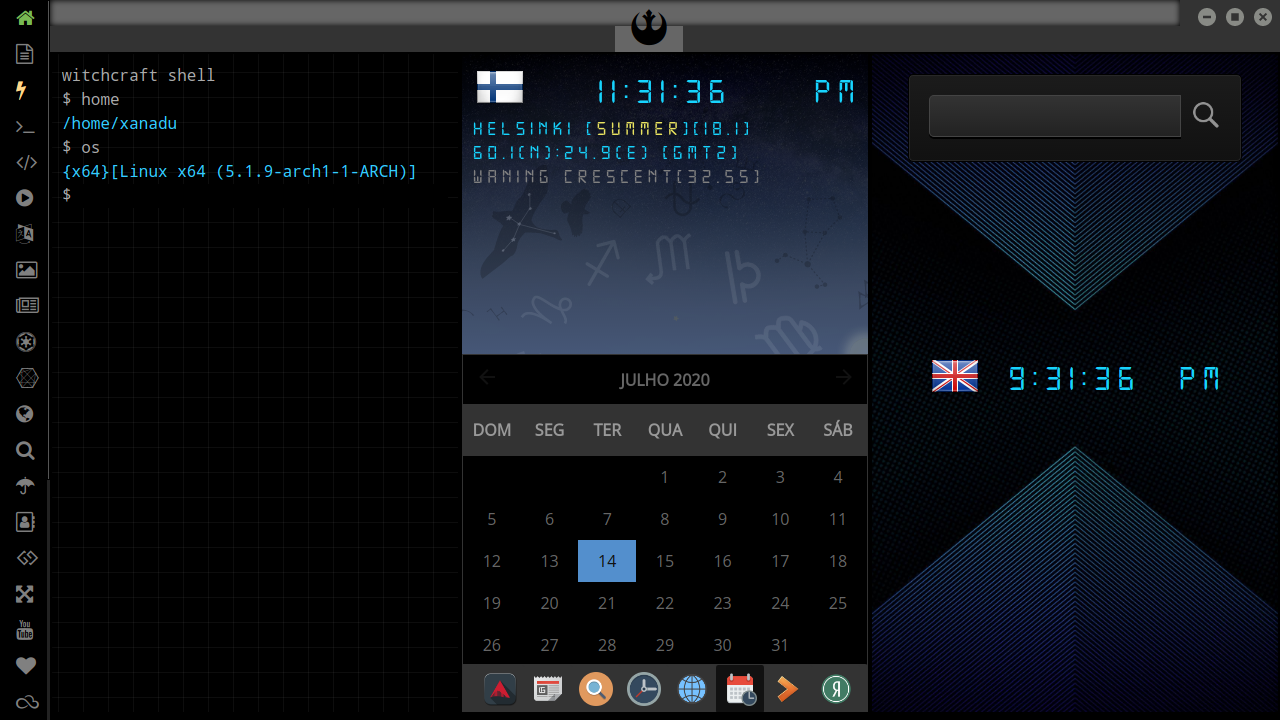 witchcraft shell
$ home
/home/xanadu
$ os
{x64}[Linux x64 (5.1.9-arch1-1-ARCH)]
$
11:31:36 PM
HELSINKI [SUMMER][18.1]
60.1(N):24.9(E) [GMT2]
WANING CRESCENT[32.55]
JULHO 2020
DOM SEG TER QUA QUI SEX SÁB
1 2 3 4
5 6 7 8 9 10 11
12 13 14 15 16 17 18
19 20 21 22 23 24 25
26 27 28 29 30 31
9:31:36 PM
You
Tube